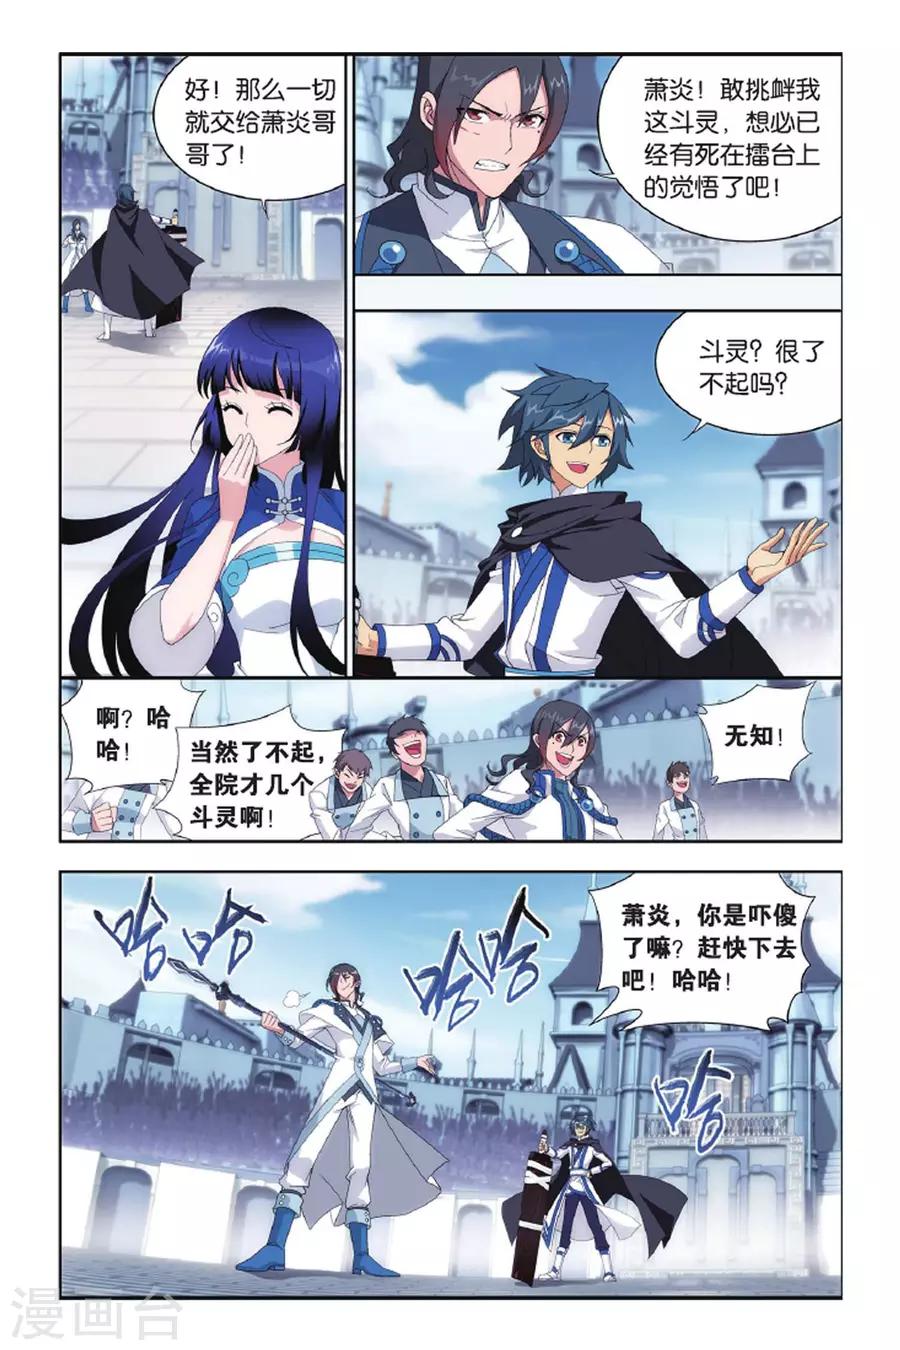 好！那么一切
就交给萧炎哥
哥了！
萧炎！敢挑衅我
这斗灵，想必已
经有死在擂台上
的觉悟了吧！
斗灵？很了
不起吗？
啊？哈
哈！
当然了不起，
全院才几个
斗灵啊！
无知！
萧炎，你是吓傻
了嘛？赶快下去
吧！哈哈！
哈哈
哈哈
哈
漫画台